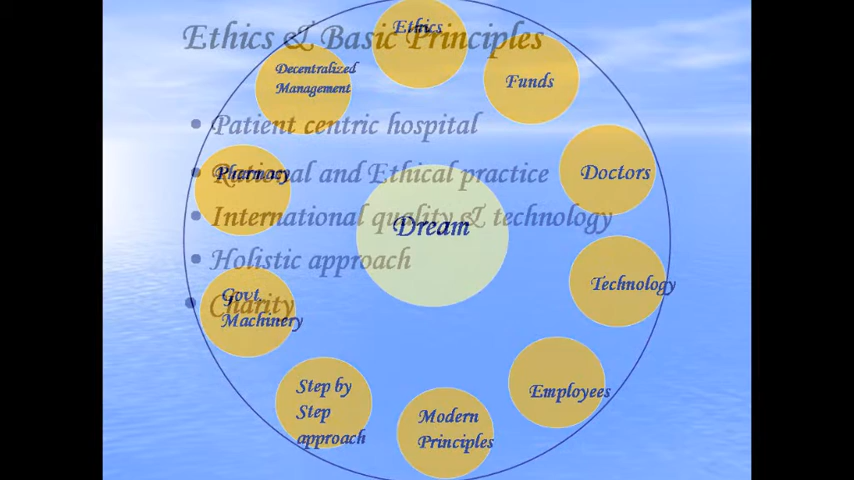 Ethics & Basic Principles
• Patient centric hospital
• Rational and Ethical practice
• International quality & technology
• Holistic approach
• Charity
Ethics
Funds
Doctors
Technology
Employees
Modern
Principles
Step by
Step
approach
Govt.
Machinery
Pharmacy
Decentralized
Management
Dream